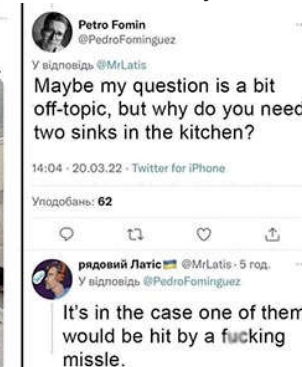 Petro Fomin
@PedroFominguez
У відповідь @MrLatis
Maybe my question is a bit
off-topic, but why do you need
two sinks in the kitchen?
14:04 · 20.03.22 · Twitter for iPhone
Уподобань: 62
рядовий Латіс🇺🇦 @MrLatis · 5 год.
У відповідь @PedroFominguez
It's in the case one of them
would be hit by a fucking
missle.